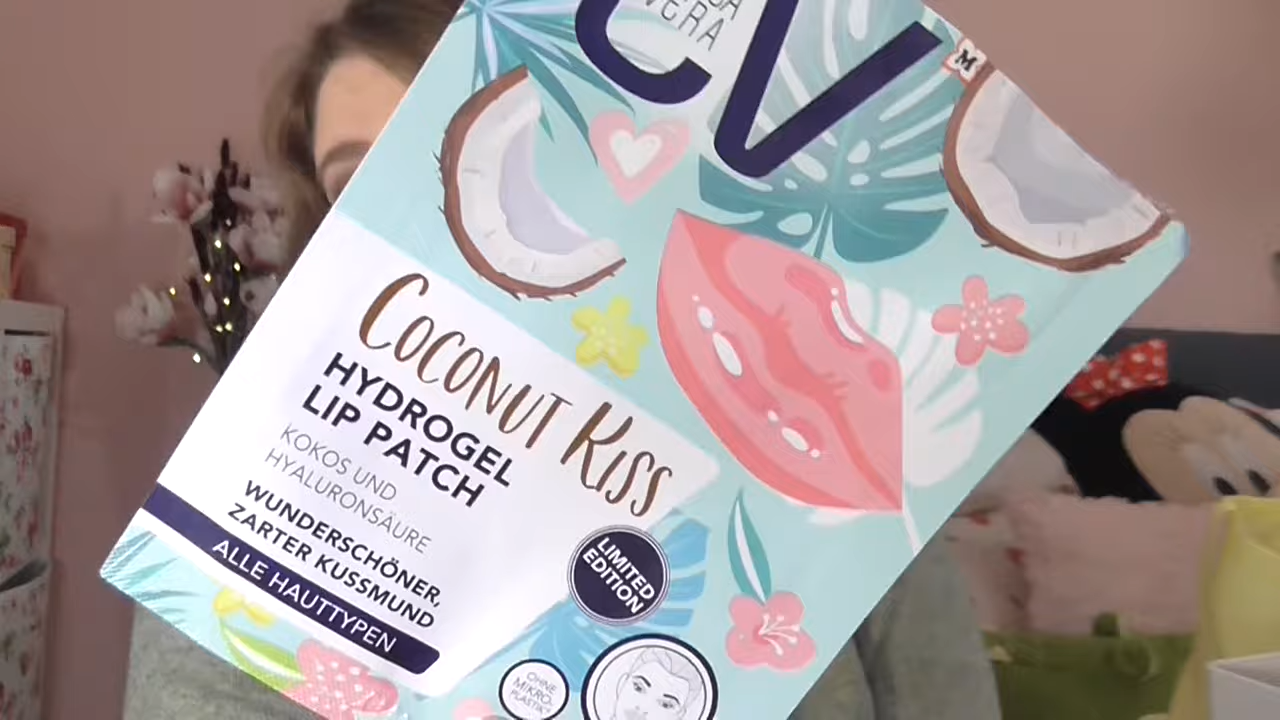 CV
VERA
M
COCONUT KISS
HYDROGEL
LIP PATCH
KOKOS UND
HYALURONSÄURE
WUNDERSCHÖNER,
ZARTER KUSSMUND
ALLE HAUTTYPEN
LIMITED
EDITION
OHNE
MIKRO-
PLASTIK*